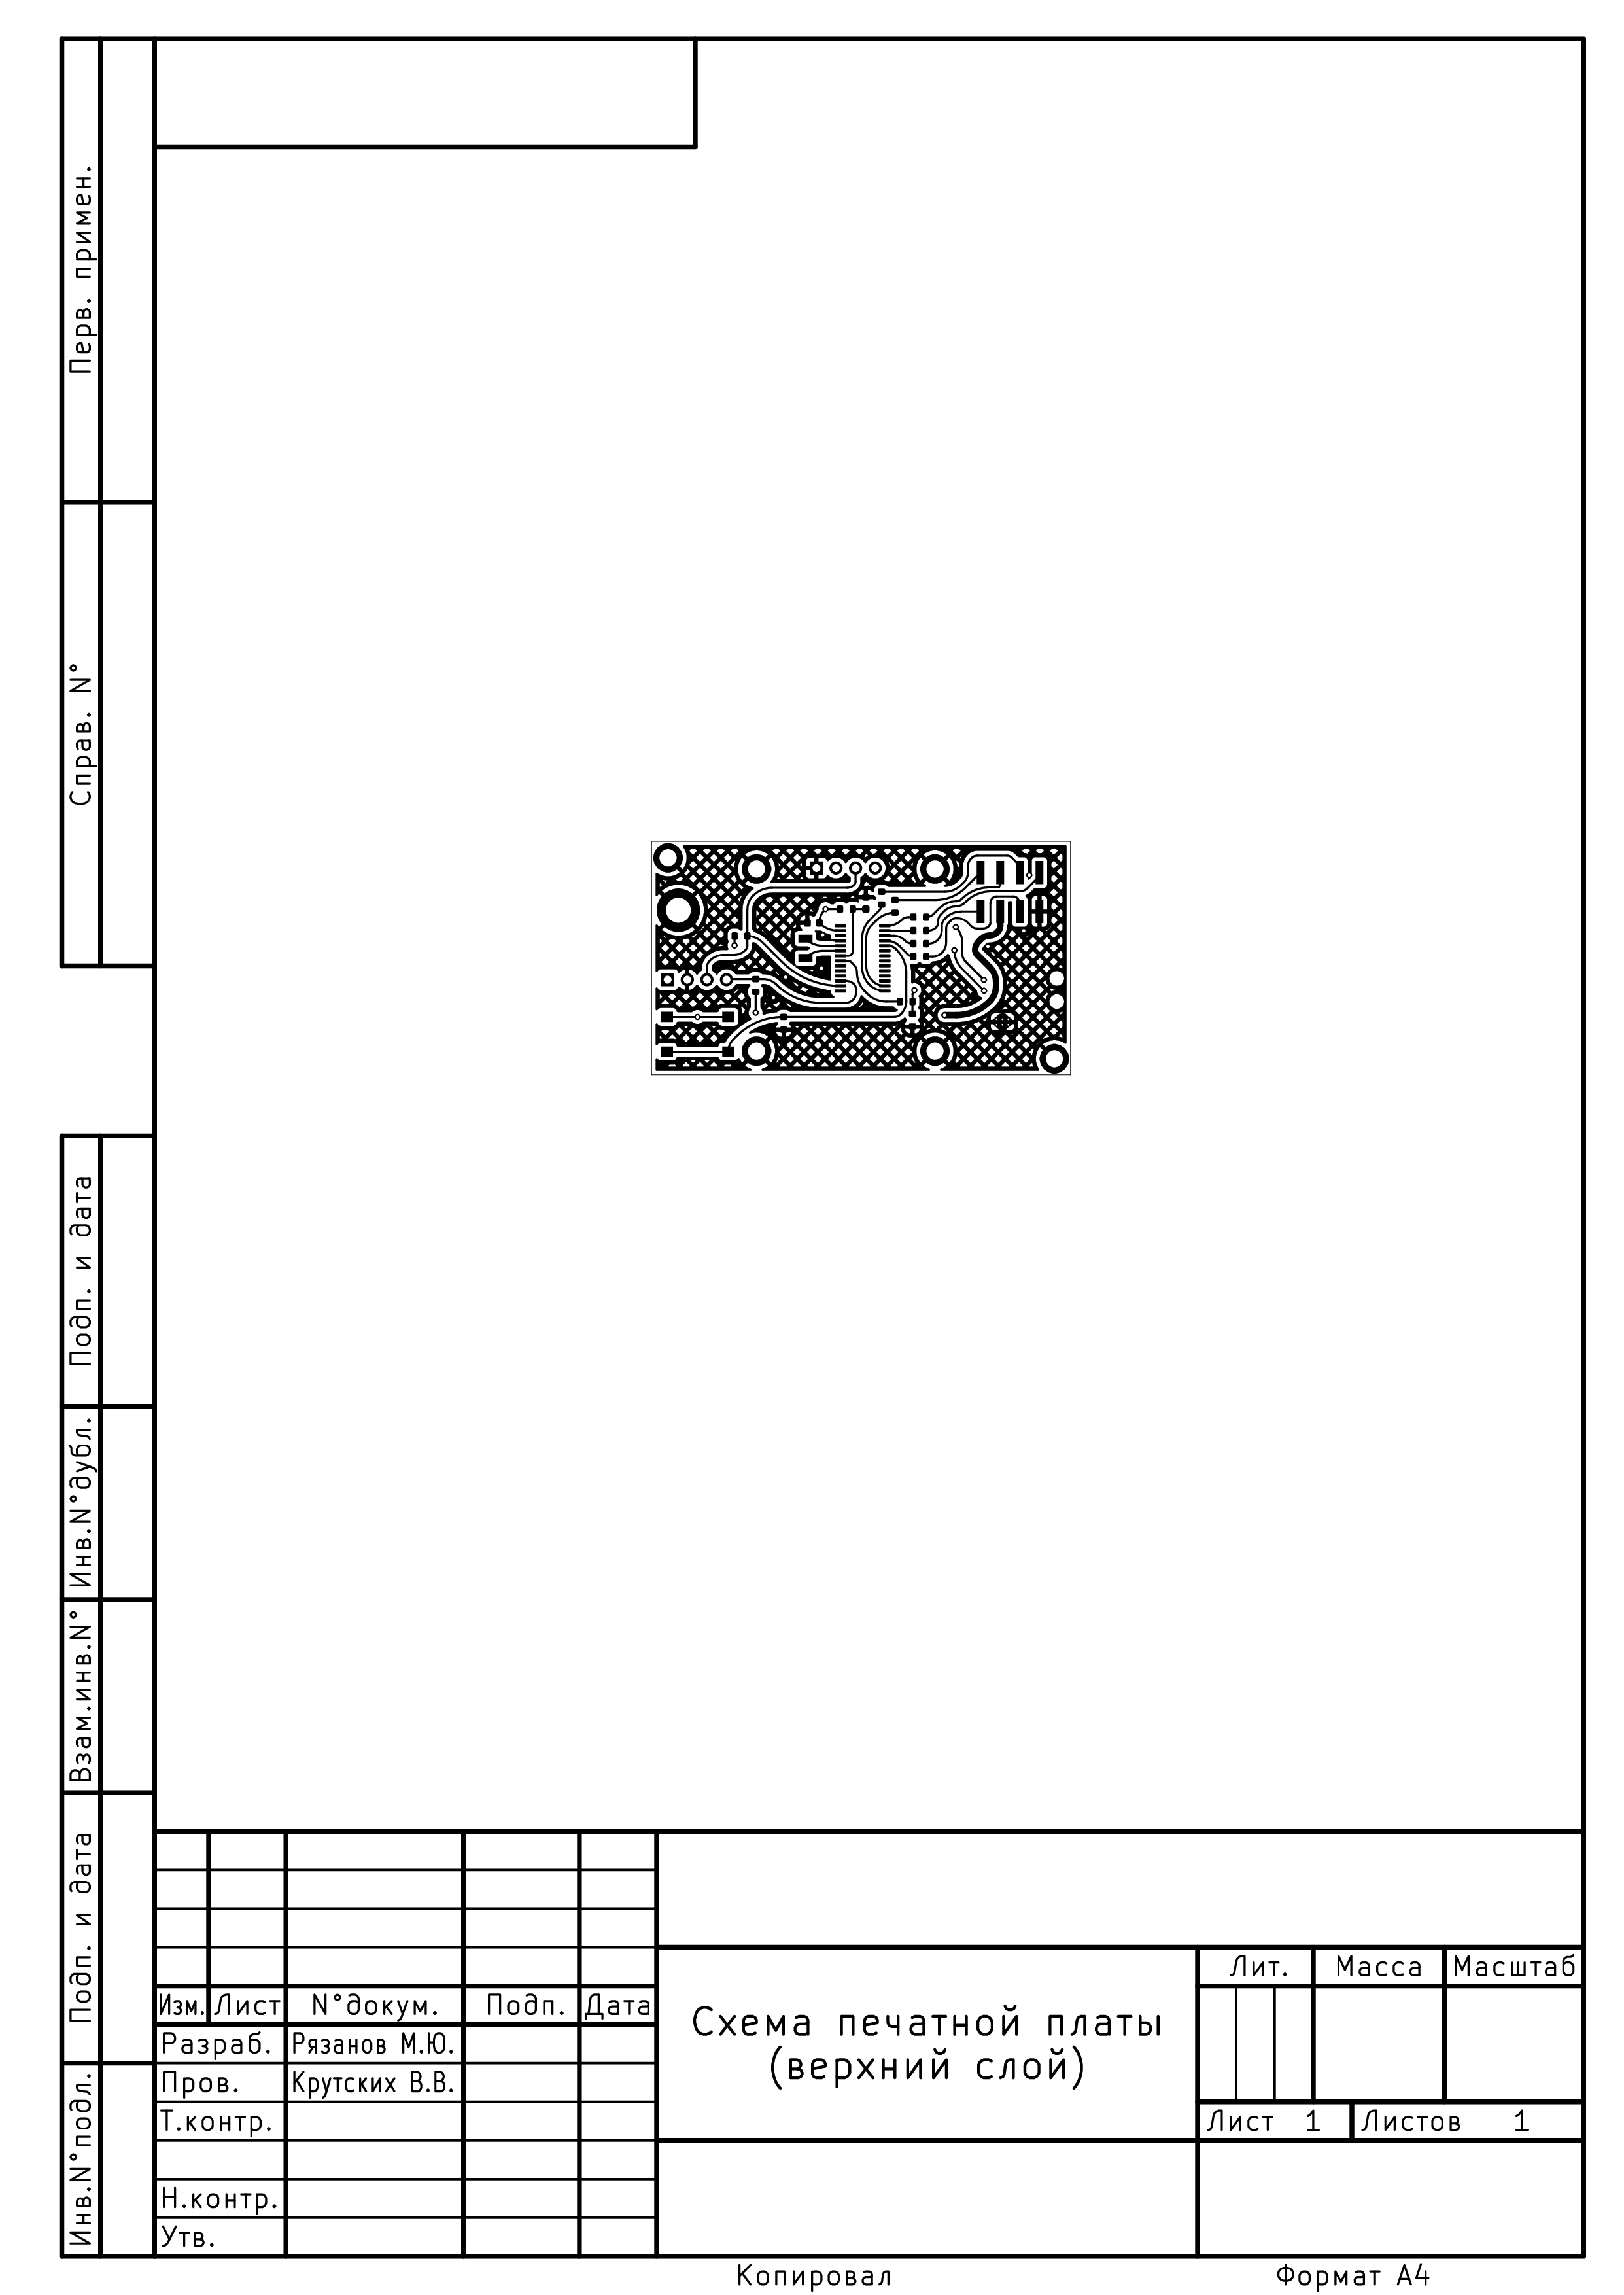 Перв. примен.
Справ. N°
Подп. и дата
Инв.N°дубл.
Взам.инв.N°
Подп. и дата
Инв.N°подл.
Изм. Лист N°докум. Подп. Дата
Разраб. Рязанов М.Ю.
Пров. Крутских В.В.
Т.контр.
Н.контр.
Утв.
Схема печатной платы
(верхний слой)
Лит. Масса Масштаб
Лист 1 Листов 1
Копировал Формат А4